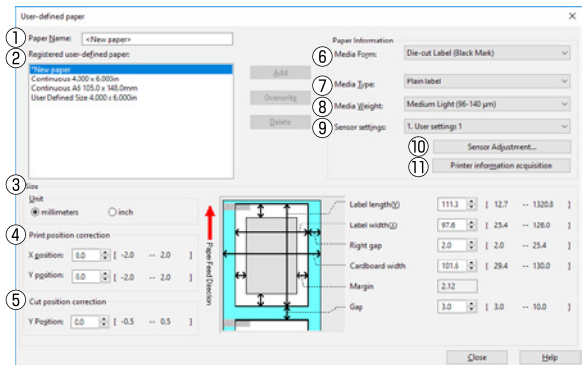 User-defined paper
① Paper Name: <New paper>
② Registered user-defined paper:
*New paper
Continuous 4.000 x 6.000in
Continuous A6 105.0 x 148.0mm
User Defined Size 4.000 x 6.000in
Add
Overwrite
Delete
Paper Information
⑥ Media Form: Die-cut Label (Black Mark)
⑦ Media Type: Plain label
⑧ Media Weight: Medium Light (96-140 μm)
⑨ Sensor settings: 1. User settings 1
⑩ Sensor Adjustment...
⑪ Printer information acquisition
③ Size
Unit
millimeters inch
④ Print position correction
X position: 0.0 [ -2.0 -- 2.0 ]
Y position: 0.0 [ -2.0 -- 2.0 ]
⑤ Cut position correction
Y Position: 0.0 [ -0.5 -- 0.5 ]
Paper Feed Direction
Label length(Y) 111.3 [ 12.7 -- 1320.8 ]
Label width(X) 97.6 [ 25.4 -- 126.0 ]
Right gap 2.0 [ 2.0 -- 25.4 ]
Cardboard width 101.6 [ 29.4 -- 130.0 ]
Margin 2.12
Gap 3.0 [ 3.0 -- 10.0 ]
Close
Help